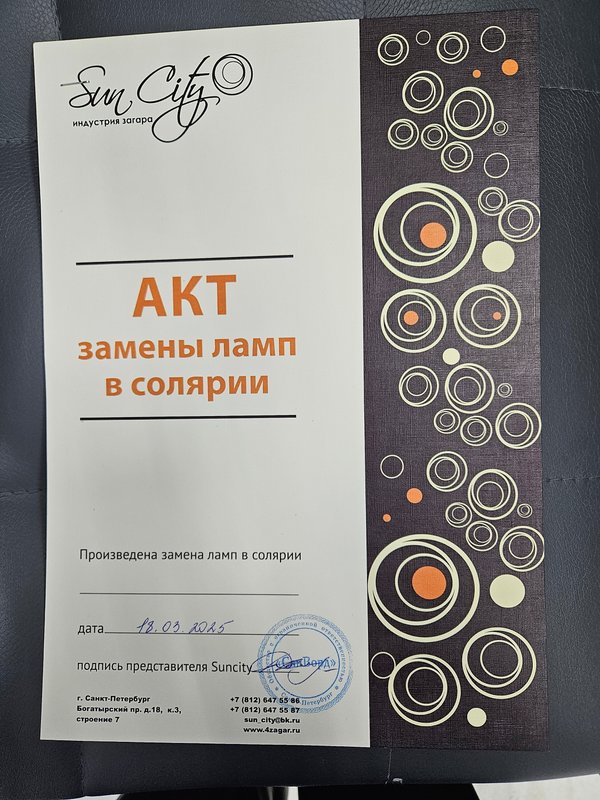 Sun City
индустрия загара
АКТ
замены ламп
в солярии
Произведена замена ламп в солярии
дата 18.03.2025
подпись представителя Suncity
«СанВорд»
г. Санкт-Петербург
Богатырский пр. д.18, к.3,
строение 7
+7 (812) 647 55 86
+7 (812) 647 55 87
sun_city@bk.ru
www.4zagar.ru